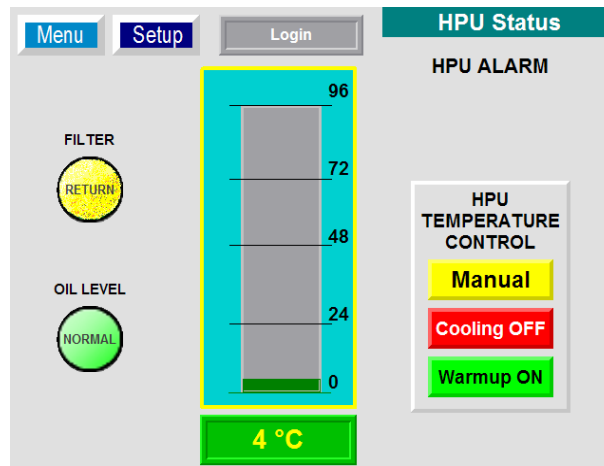 Menu
Setup
Login
HPU Status
HPU ALARM
96
72
48
24
0
4 °C
FILTER
RETURN
OIL LEVEL
NORMAL
HPU
TEMPERATURE
CONTROL
Manual
Cooling OFF
Warmup ON